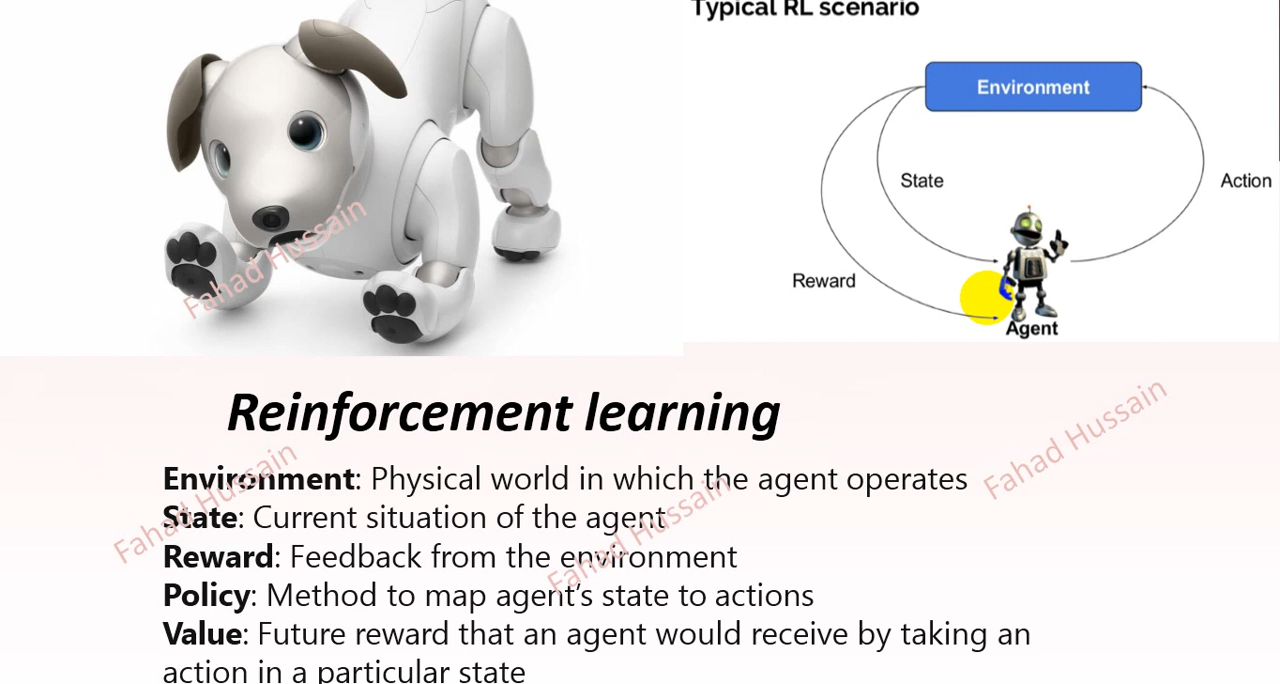 Typical RL scenario
Environment
State
Action
Reward
Agent
Fahad Hussain
Reinforcement learning
Fahad Hussain
Fahad Hussain
Fahad Hussain
Environment: Physical world in which the agent operates
State: Current situation of the agent
Reward: Feedback from the environment
Policy: Method to map agent’s state to actions
Value: Future reward that an agent would receive by taking an
action in a particular state